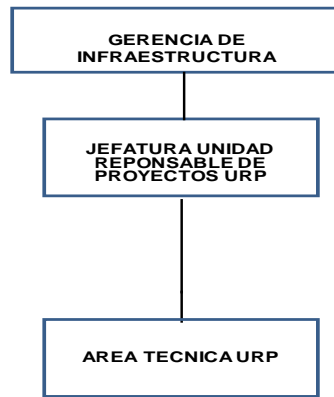 GERENCIA DE
INFRAESTRUCTURA
JEFATURA UNIDAD
REPONSABLE DE
PROYECTOS URP
AREA TECNICA URP